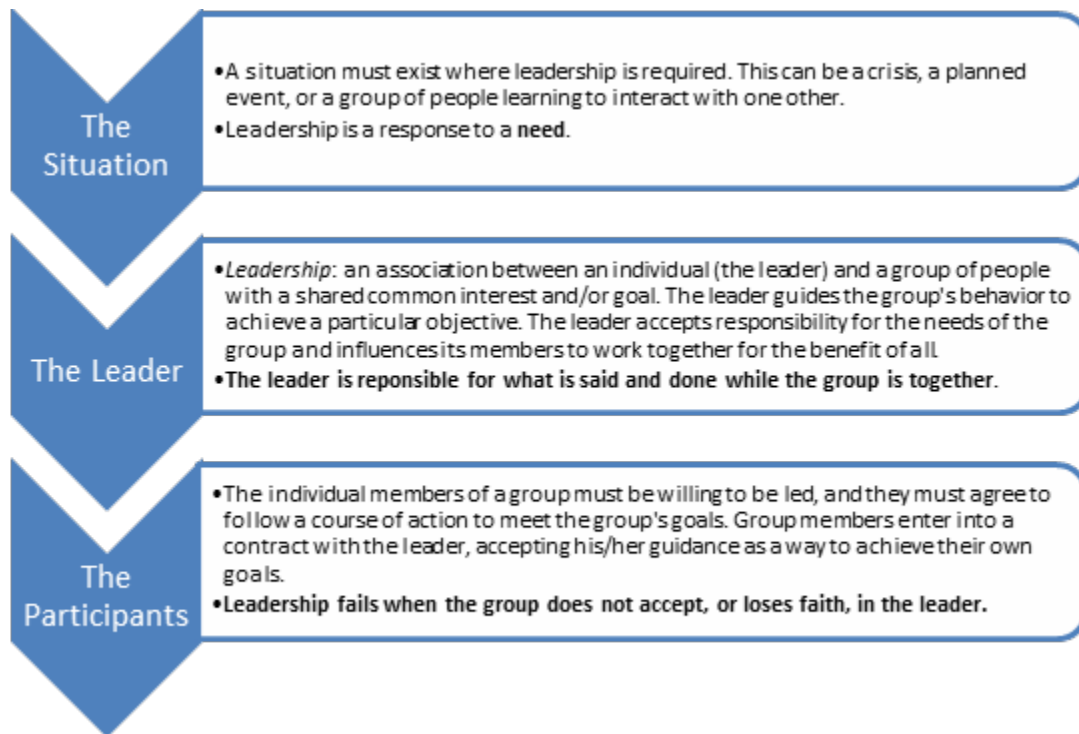 The
Situation
•A situation must exist where leadership is required. This can be a crisis, a planned
event, or a group of people learning to interact with one other.
•Leadership is a response to a need.
The Leader
•Leadership: an association between an individual (the leader) and a group of people
with a shared common interest and/or goal. The leader guides the group's behavior to
achieve a particular objective. The leader accepts responsibility for the needs of the
group and influences its members to work together for the benefit of all.
•The leader is reponsible for what is said and done while the group is together.
The
Participants
•The individual members of a group must be willing to be led, and they must agree to
follow a course of action to meet the group's goals. Group members enter into a
contract with the leader, accepting his/her guidance as a way to achieve their own
goals.
•Leadership fails when the group does not accept, or loses faith, in the leader.